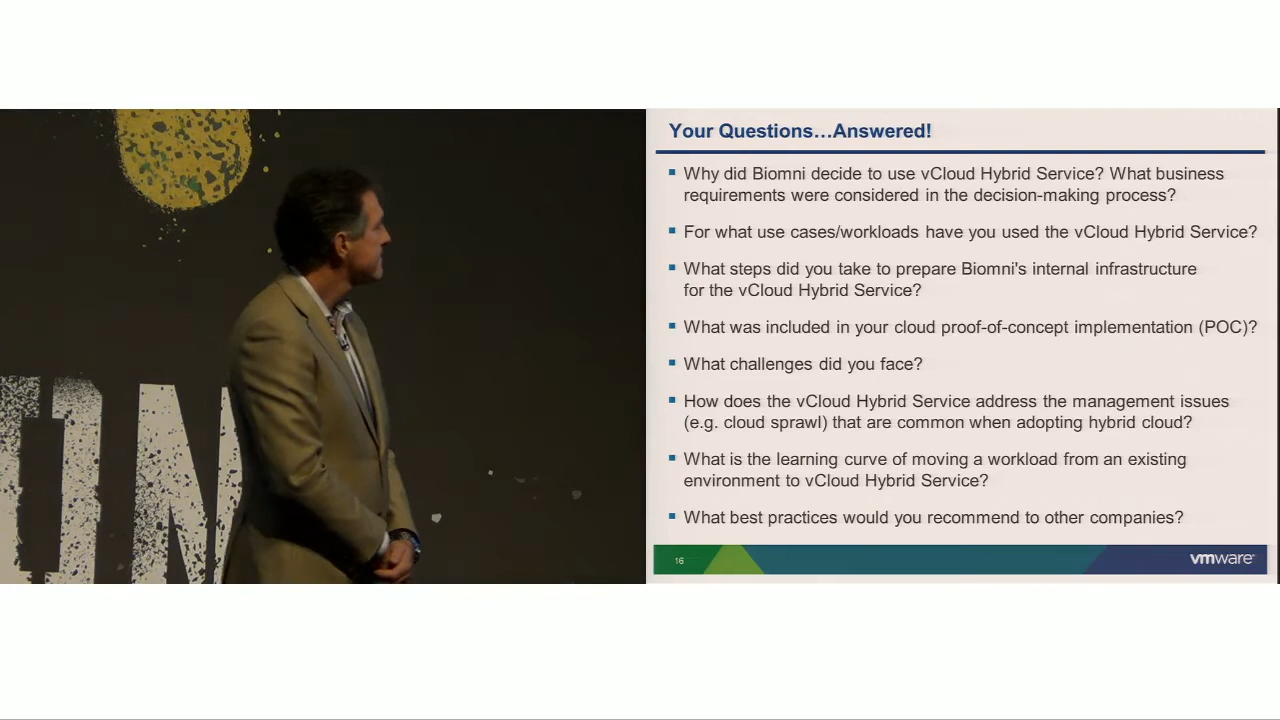 Your Questions…Answered!
Why did Biomni decide to use vCloud Hybrid Service? What business
requirements were considered in the decision-making process?
For what use cases/workloads have you used the vCloud Hybrid Service?
What steps did you take to prepare Biomni's internal infrastructure
for the vCloud Hybrid Service?
What was included in your cloud proof-of-concept implementation (POC)?
What challenges did you face?
How does the vCloud Hybrid Service address the management issues
(e.g. cloud sprawl) that are common when adopting hybrid cloud?
What is the learning curve of moving a workload from an existing
environment to vCloud Hybrid Service?
What best practices would you recommend to other companies?
16
vmware